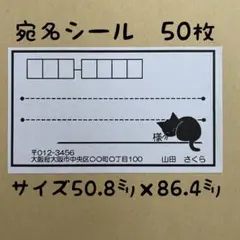 宛名シール 50枚
様
〒012-3456
大阪府大阪市中央区〇〇町〇丁目100
山田 さくら
サイズ50.8ミリ×86.4ミリ